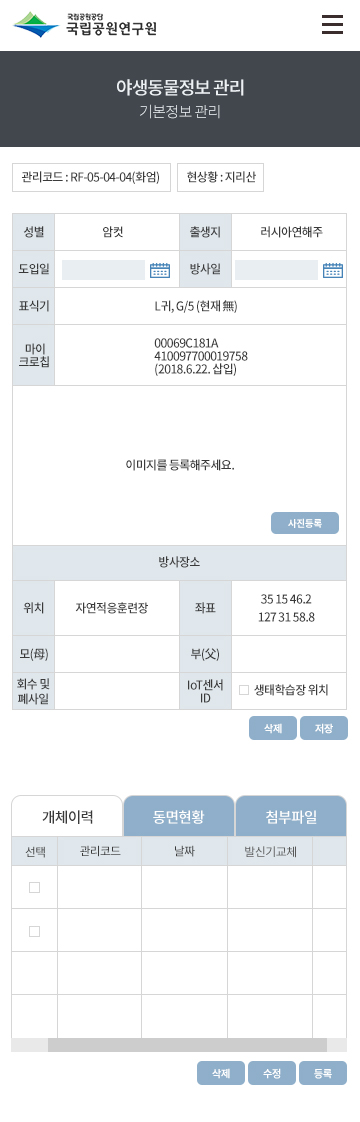 국립공원공단
국립공원연구원
야생동물정보 관리
기본정보 관리
관리코드 : RF-05-04-04(화엄)
현상황 : 지리산
성별 암컷 출생지 러시아연해주
도입일 방사일
표식기 L귀, G/5 (현재 無)
마이
크로칩
00069C181A
410097700019758
(2018.6.22. 삽입)
이미지를 등록해주세요.
사진등록
방사장소
위치 자연적응훈련장 좌표
35 15 46.2
127 31 58.8
모(母) 부(父)
회수 및
폐사일
IoT센서
ID
생태학습장 위치
삭제 저장
개체이력 동면현황 첨부파일
선택 관리코드 날짜 발신기교체
삭제 수정 등록